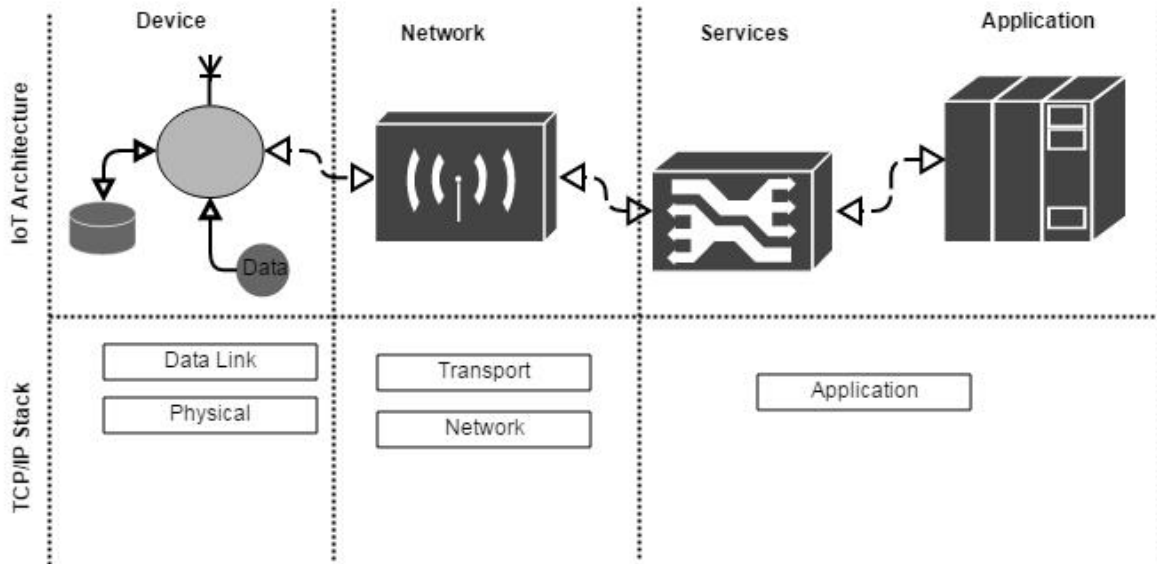 Device
Network
Services
Application
IoT Architecture
Data
TCP/IP Stack
Data Link
Physical
Transport
Network
Application